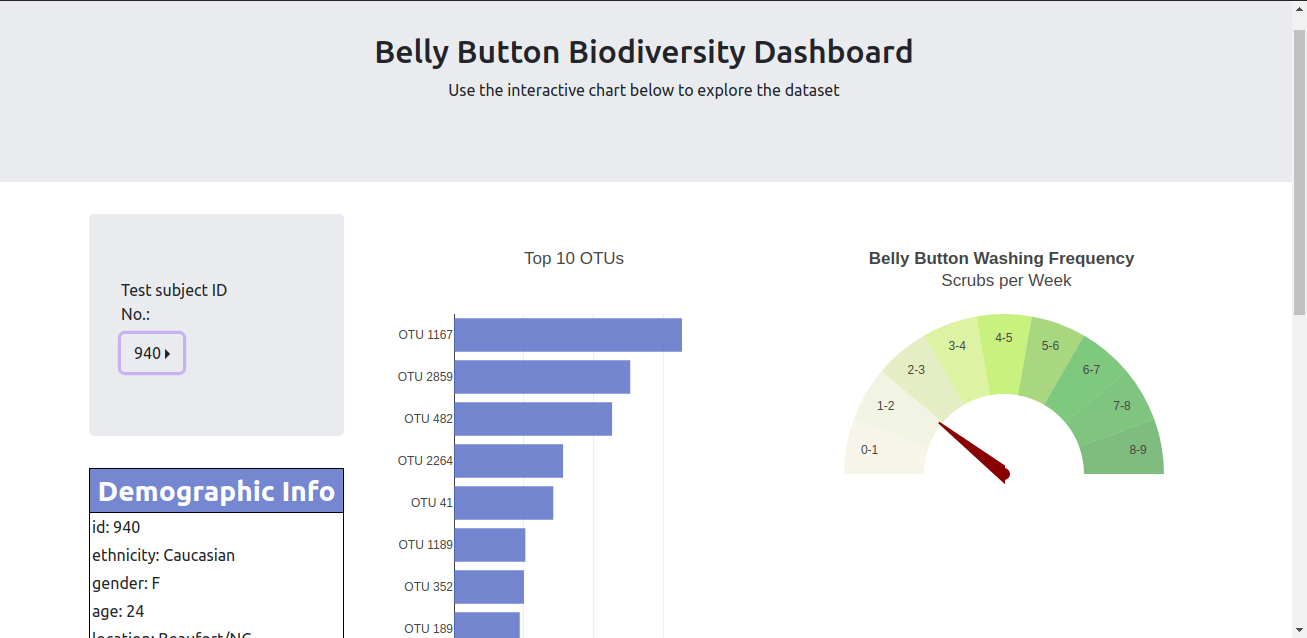 Belly Button Biodiversity Dashboard
Use the interactive chart below to explore the dataset
Test subject ID
No.:
940
Demographic Info
id: 940
ethnicity: Caucasian
gender: F
age: 24
location: Beaufort/NC
Top 10 OTUs
OTU 1167
OTU 2859
OTU 482
OTU 2264
OTU 41
OTU 1189
OTU 352
OTU 189
Belly Button Washing Frequency
Scrubs per Week
0-1
1-2
2-3
3-4
4-5
5-6
6-7
7-8
8-9